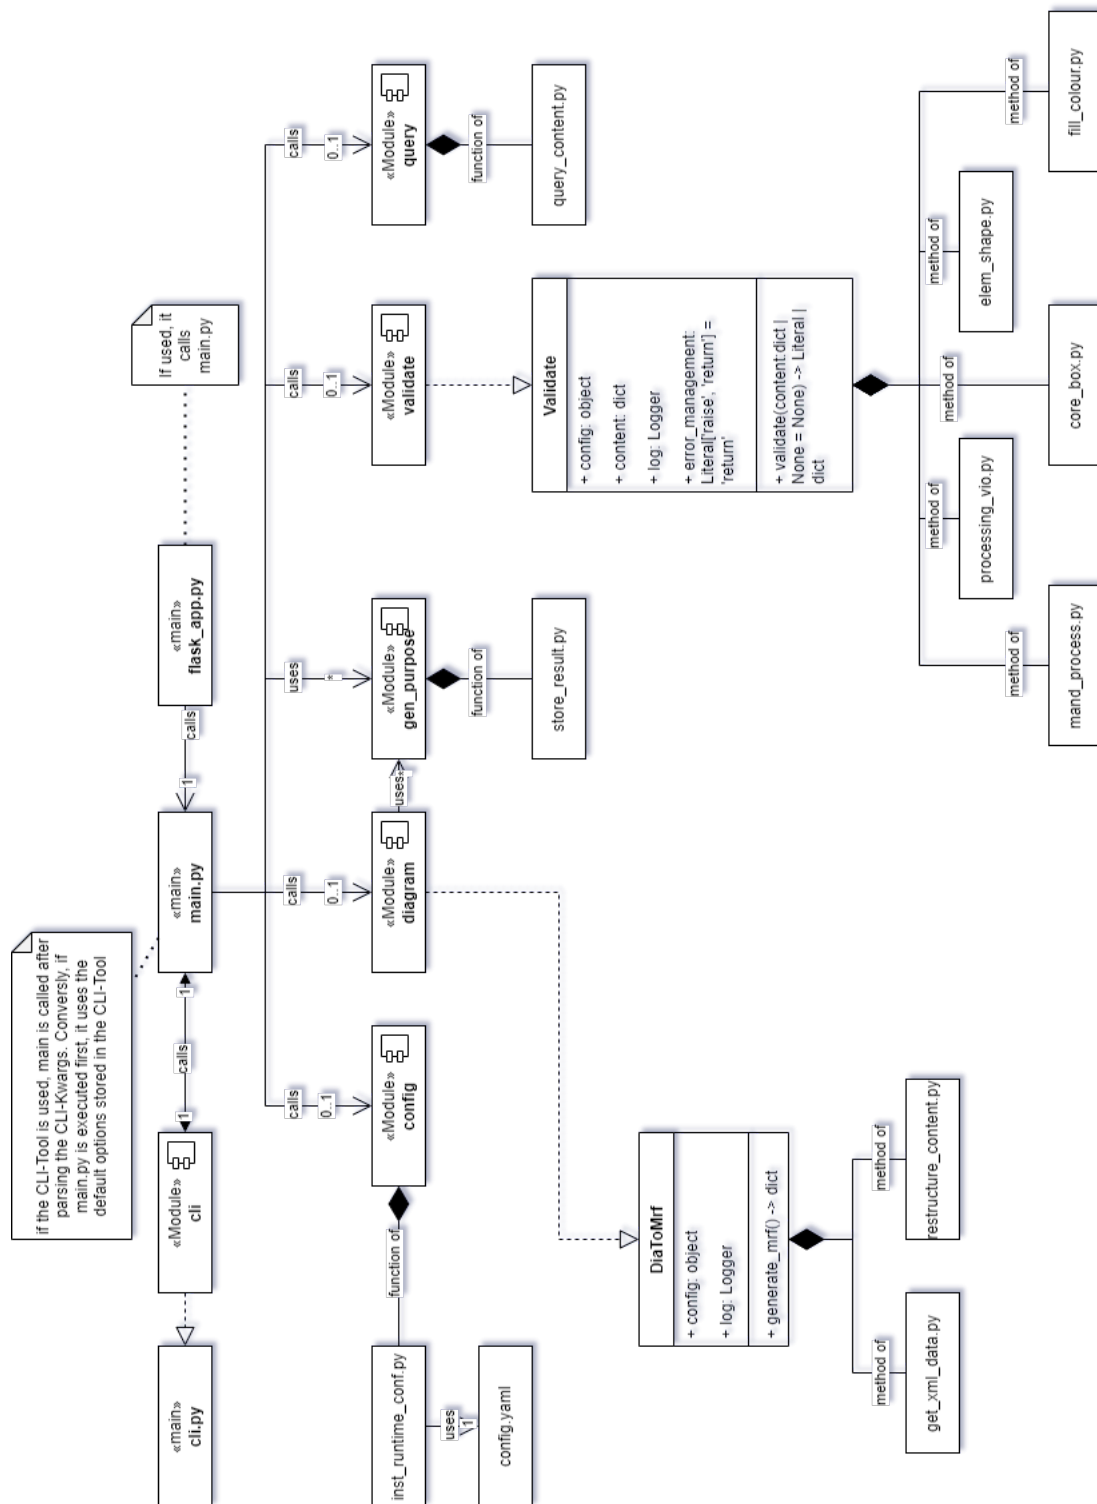 if the CLI-Tool is used, main is called after
parsing the CLI-Kwargs. Conversly, if
main.py is executed first, it uses the
default options stored in the CLI-Tool
If used, it
calls
main.py
«main»
cli.py
«Module»
cli
1
calls
1
«main»
main.py
1
calls
«main»
flask_app.py
calls
0..1
calls
0..1
uses
*
calls
0..1
calls
0..1
«Module»
config
«Module»
diagram
uses*
«Module»
gen_purpose
«Module»
validate
«Module»
query
function of
inst_runtime_conf.py
uses
1
config.yaml
function of
store_result.py
function of
query_content.py
Validate
+ config: object
+ content: dict
+ log: Logger
+ error_management:
Literal['raise', 'return'] =
'return'
+ validate(content:dict |
None = None) -> Literal |
dict
DiaToMrf
+ config: object
+ log: Logger
+ generate_mrf() -> dict
method of
method of
get_xml_data.py
restructure_content.py
method of
method of
method of
method of
method of
mand_process.py
processing_vio.py
core_box.py
elem_shape.py
fill_colour.py